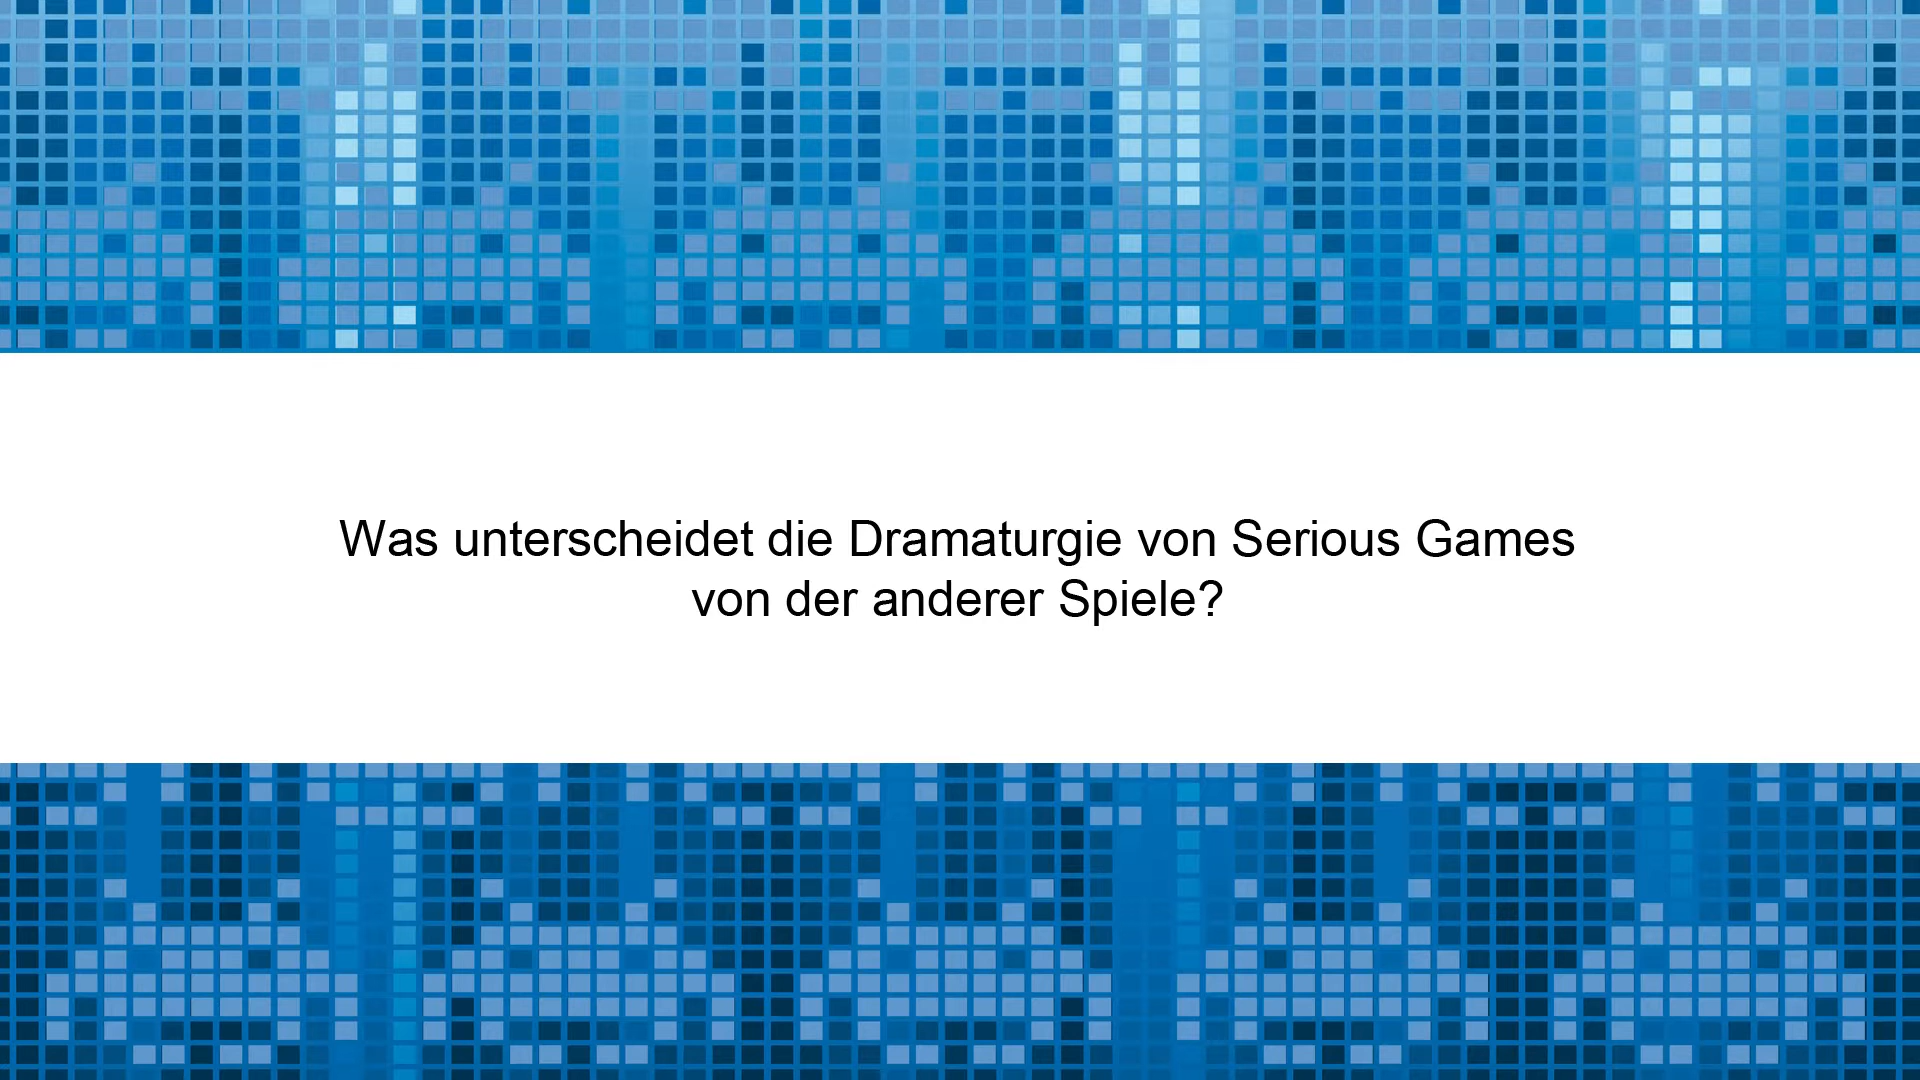 Was unterscheidet die Dramaturgie von Serious Games
von der anderer Spiele?